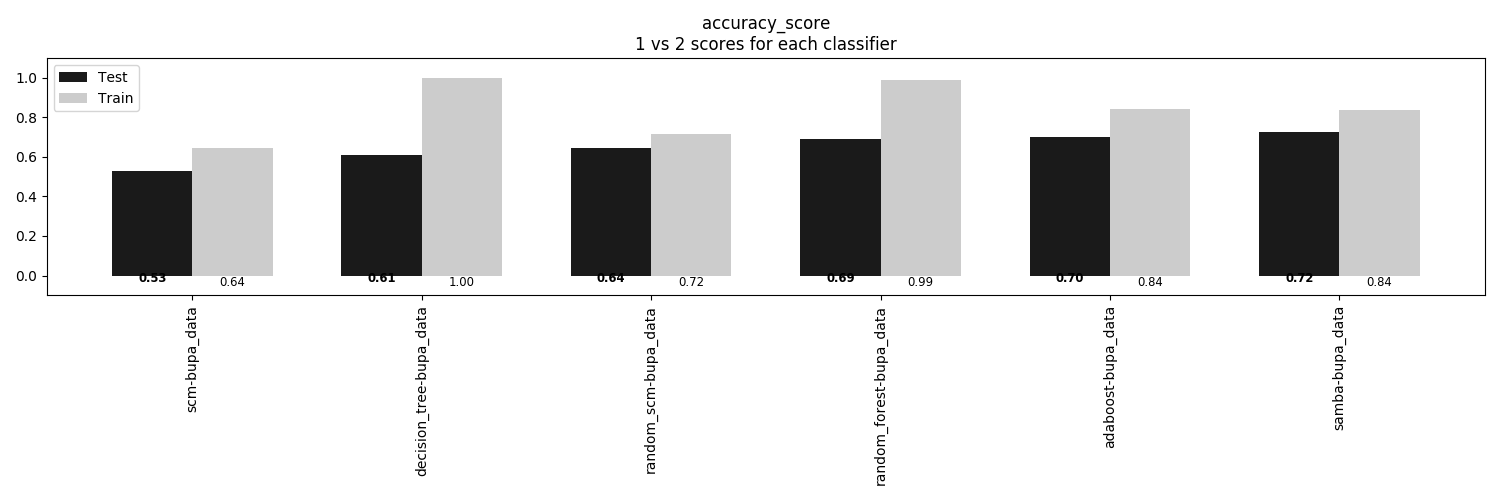 accuracy_score
1 vs 2 scores for each classifier
Test
Train
1.0
0.8
0.6
0.4
0.2
0.0
0.53 0.64 0.61 1.00 0.64 0.72 0.69 0.99 0.70 0.84 0.72 0.84
scm-bupa_data
decision_tree-bupa_data
random_scm-bupa_data
random_forest-bupa_data
adaboost-bupa_data
samba-bupa_data